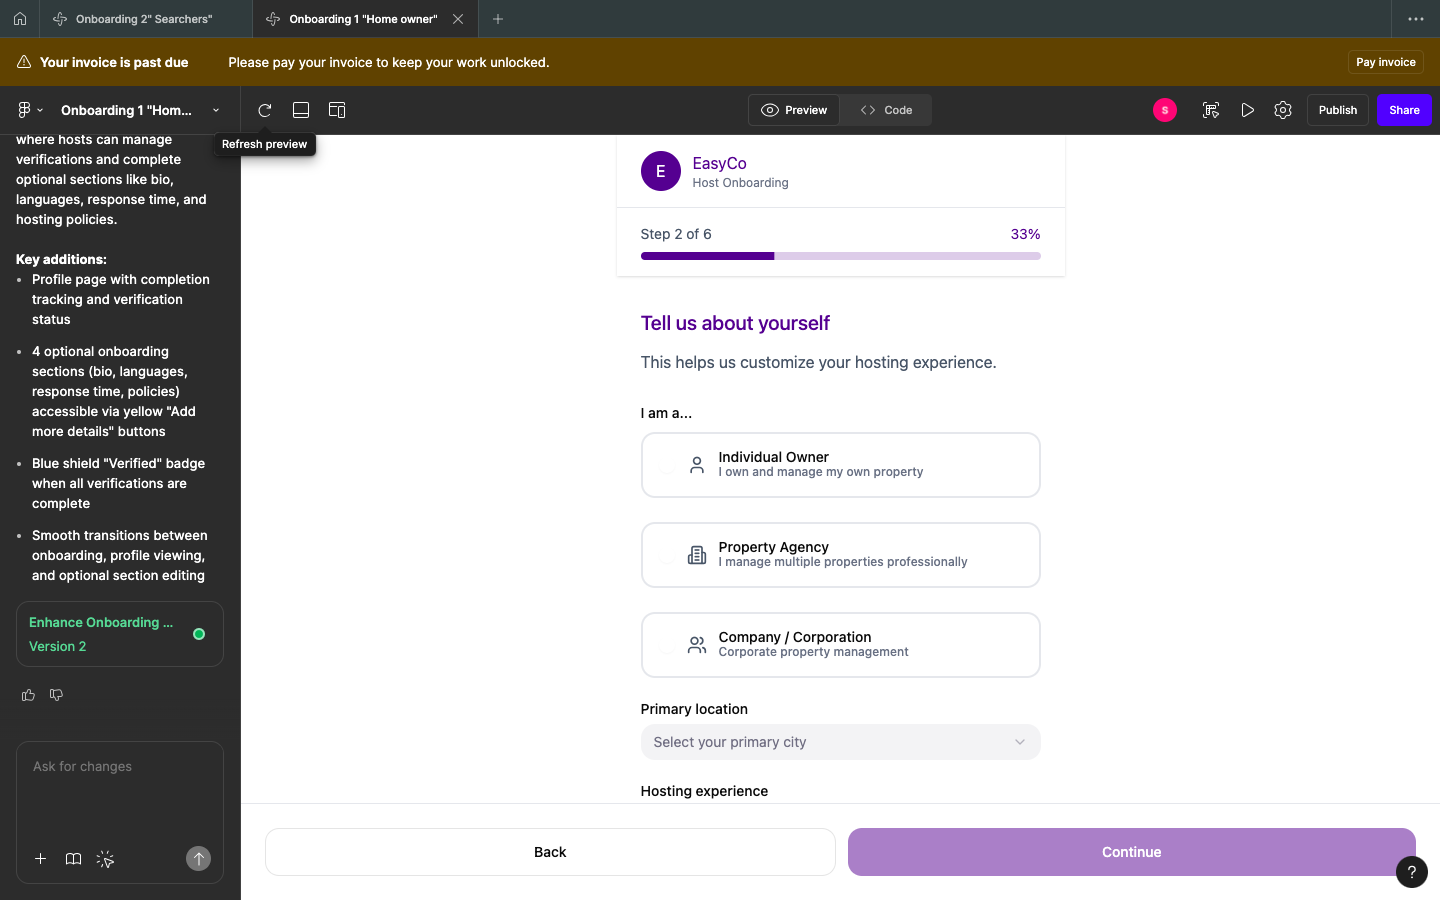 Onboarding 2" Searchers"
Onboarding 1 "Home owner"
Your invoice is past due
Please pay your invoice to keep your work unlocked.
Pay invoice
Onboarding 1 "Hom...
Preview
Code
S
Publish
Share
Refresh preview
where hosts can manage
verifications and complete
optional sections like bio,
languages, response time, and
hosting policies.
Key additions:
• Profile page with completion
tracking and verification
status
• 4 optional onboarding
sections (bio, languages,
response time, policies)
accessible via yellow "Add
more details" buttons
• Blue shield "Verified" badge
when all verifications are
complete
• Smooth transitions between
onboarding, profile viewing,
and optional section editing
Enhance Onboarding ...
Version 2
Ask for changes
E
EasyCo
Host Onboarding
Step 2 of 6
33%
Tell us about yourself
This helps us customize your hosting experience.
I am a...
Individual Owner
I own and manage my own property
Property Agency
I manage multiple properties professionally
Company / Corporation
Corporate property management
Primary location
Select your primary city
Hosting experience
Back
Continue
?